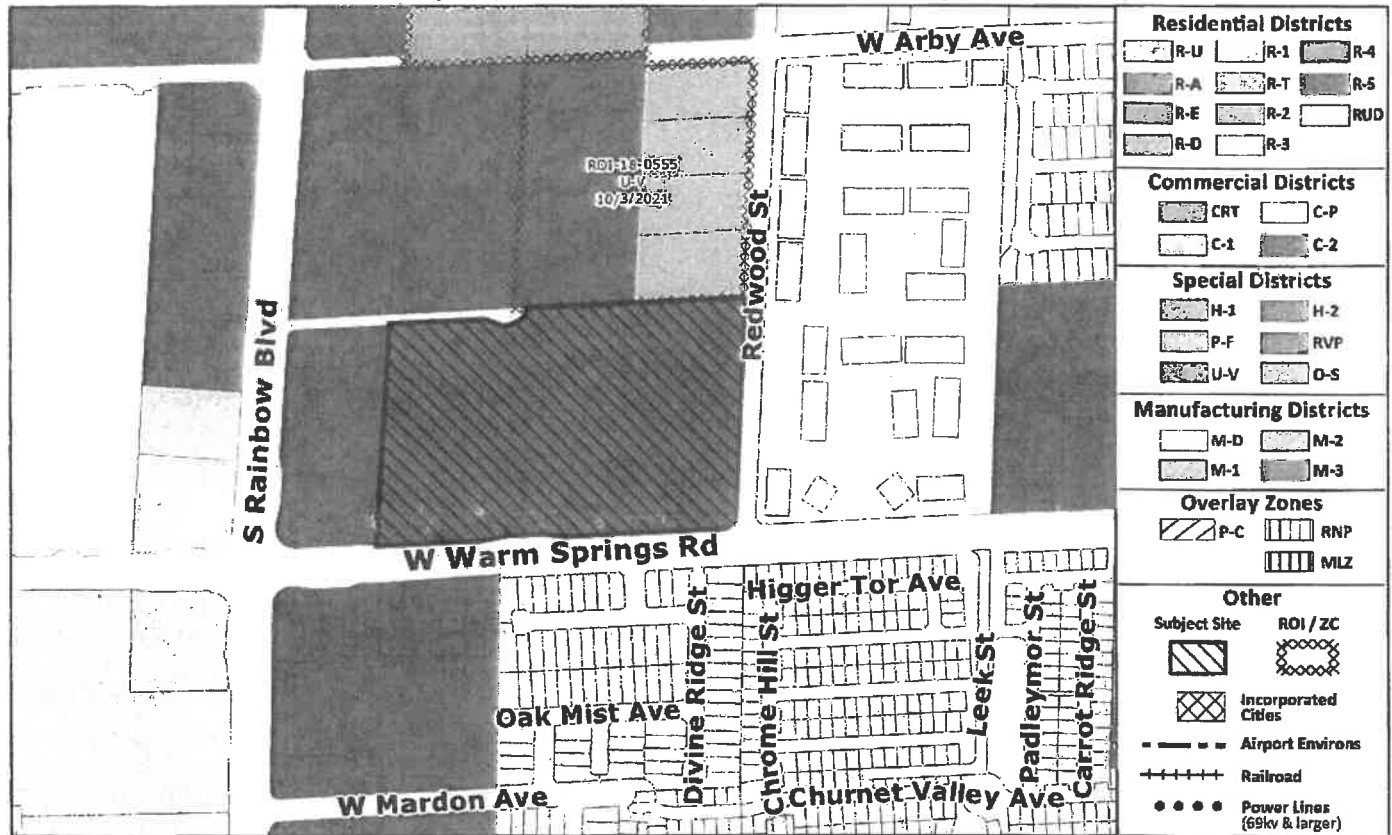 W Arby Ave
ROI-18-0555
U-V
10/3/2021
Redwood St
S Rainbow Blvd
W Warm Springs Rd
Higger Tor Ave
Divine Ridge St
Chrome Hill St
Leek St
Padleymor St
Carrot Ridge St
Oak Mist Ave
W Mardon Ave
Churnet Valley Ave
Residential Districts
R-U R-1 R-4
R-A R-T R-5
R-E R-2 RUD
R-D R-3
Commercial Districts
CRT C-P
C-1 C-2
Special Districts
H-1 H-2
P-F RVP
U-V O-S
Manufacturing Districts
M-D M-2
M-1 M-3
Overlay Zones
P-C RNP
MLZ
Other
Subject Site ROI / ZC
Incorporated
Cities
Airport Environs
Railroad
Power Lines
(69kv & larger)